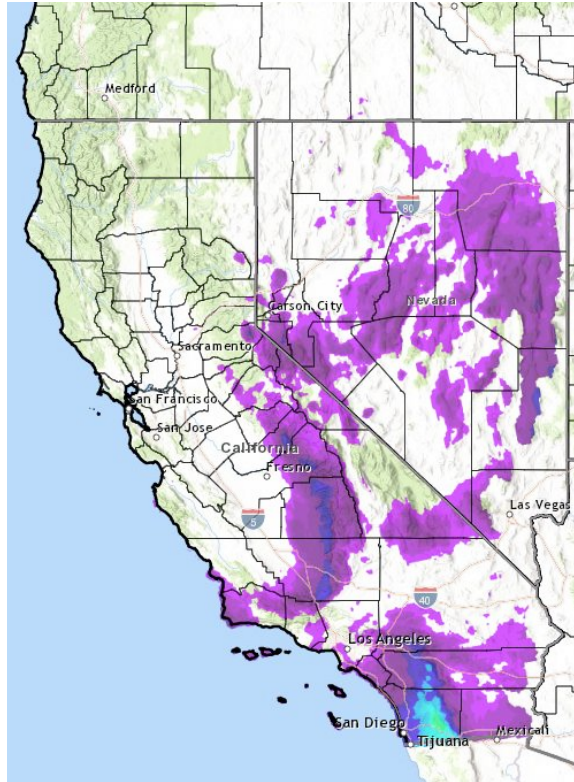 Medford
80
Carson City
Nevada
Sacramento
San Francisco
San Jose
California
Fresno
5
Las Vegas
40
Los Angeles
San Diego
Mexicali
Tijuana